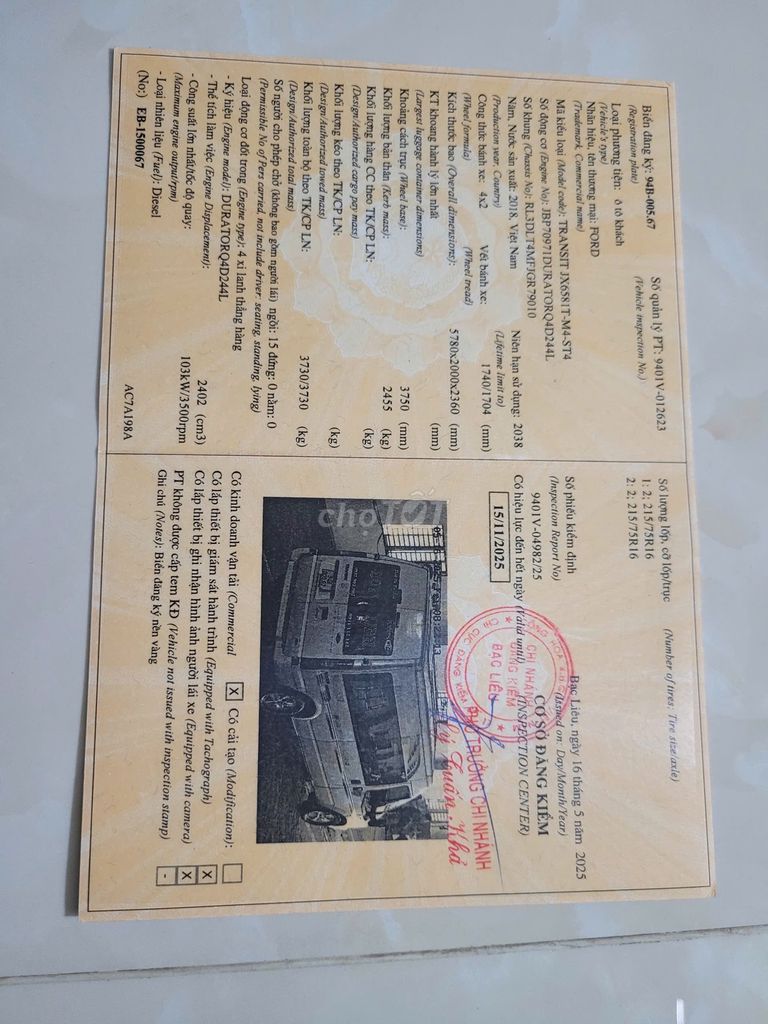 Biển đăng ký: 94B-005.67 Số quản lý PT: 9401V-012623
(Registration plate) (Vehicle inspection No.)
Loại phương tiện: ô tô khách
(Vehicle's type)
Nhãn hiệu, tên thương mại: FORD
(Trademark, Commercial name)
Mã kiểu loại (Model code): TRANSIT JX6581T-M4-ST4
Số động cơ (Engine No): JBP70971DURATORQ4D244L
Số khung (Chassis No): RL3DLT4MFJGR79010
Năm, Nước sản xuất: 2018, Việt Nam Niên hạn sử dụng: 2038
(Production year, Country) (Lifetime limit to)
Công thức bánh xe: 4x2 Vết bánh xe: 1740/1704 (mm)
(Wheel formula) (Wheel tread)
Kích thước bao (Overall dimensions): 5780x2000x2360 (mm)
KT khoang hành lý lớn nhất (mm)
(Largest luggage container dimensions)
Khoảng cách trục (Wheel base): 3750 (mm)
Khối lượng bản thân (Kerb mass): 2455 (kg)
Khối lượng hàng CC theo TK/CP LN: (kg)
(Design/Authorized cargo pay mass)
Khối lượng kéo theo TK/CP LN: (kg)
(Design/Authorized towed mass)
Khối lượng toàn bộ theo TK/CP LN: 3730/3730 (kg)
(Design/Authorized total mass)
Số người cho phép chở (không bao gồm người lái) ngồi: 15 đứng: 0 nằm: 0
(Permissible No of Pers carried, not include driver: seating, standing, lying)
Loại động cơ đốt trong (Engine type): 4 xi lanh thẳng hàng
- Ký hiệu (Engine model): DURATORQ4D244L
- Thể tích làm việc (Engine Displacement): 2402 (cm3)
- Công suất lớn nhất/tốc độ quay: 103kW/3500rpm
(Maximum engine output/rpm)
- Loại nhiên liệu (Fuel): Diesel
(No:) EB-1500067 AC7A198A
Số lượng lốp, cỡ lốp/trục (Number of tires; Tire size/axle)
1: 2; 215/75R16
2: 2; 215/75R16
Bạc Liêu, ngày 16 tháng 5 năm 2025
(Issued on: Day/Month/Year)
Số phiếu kiểm định CƠ SỞ ĐĂNG KIỂM
(Inspection Report No) (INSPECTION CENTER)
9401V-04982/25
Có hiệu lực đến hết ngày (Valid until)
15/11/2025
CHI NHÁNH
ĐĂNG KIỂM
BẠC LIÊU
PHÓ TRƯỞNG CHI NHÁNH
Lý Tuấn Khả
chợTỐT
Có kinh doanh vận tải (Commercial X Có cải tạo (Modification):
Có lắp thiết bị giám sát hành trình (Equipped with Tachograph) X
Có lắp thiết bị ghi nhận hình ảnh người lái xe (Equipped with camera) X
PT không được cấp tem KĐ (Vehicle not issued with inspection stamp) -
Ghi chú (Notes): Biển đăng ký nền vàng